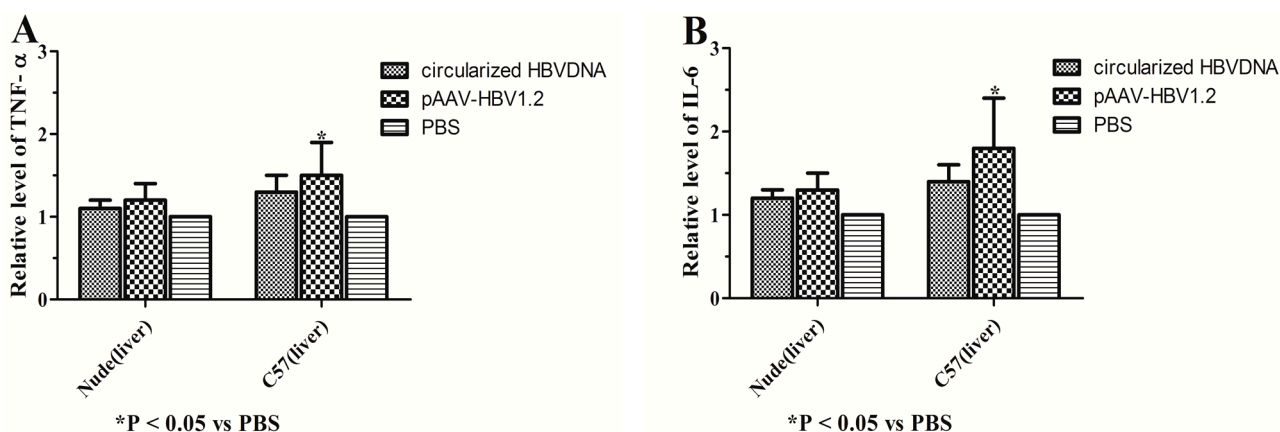 A
Relative level of TNF- α
3
2
1
0
*
circularized HBVDNA
pAAV-HBV1.2
PBS
Nude(liver)
C57(liver)
*P < 0.05 vs PBS
B
Relative level of IL-6
3
2
1
0
*
circularized HBVDNA
pAAV-HBV1.2
PBS
Nude(liver)
C57(liver)
*P < 0.05 vs PBS